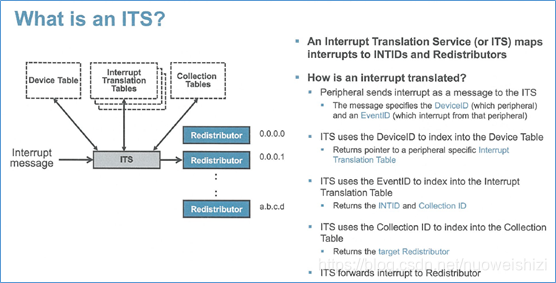 What is an ITS?
Device Table
Interrupt
Translation
Tables
Collection
Tables
Interrupt
message
ITS
Redistributor
0.0.0.0
Redistributor
0.0.0.1
:
:
Redistributor
a.b.c.d
An Interrupt Translation Service (or ITS) maps
interrupts to INTIDs and Redistributors
How is an interrupt translated?
Peripheral sends interrupt as a message to the ITS
The message specifies the DeviceID (which peripheral)
and an EventID (which interrupt from that peripheral)
ITS uses the DeviceID to index into the Device Table
Returns pointer to a peripheral specific Interrupt
Translation Table
ITS uses the EventID to index into the Interrupt
Translation Table
Returns the INTID and Collection ID
ITS uses the Collection ID to index into the Collection
Table
Returns the target Redistributor
https://blog.csdn.net/nuoweishizi
ITS forwards interrupt to Redistributor